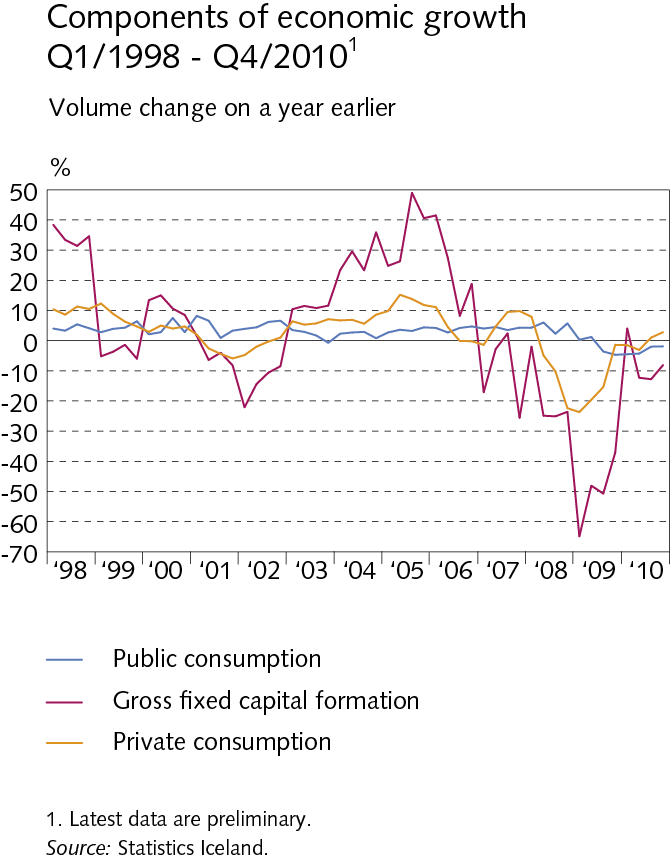 Components of economic growth
Q1/1998 - Q4/2010¹
Volume change on a year earlier
%
50
40
30
20
10
0
-10
-20
-30
-40
-50
-60
-70
‘98 ‘99 ‘00 ‘01 ‘02 ‘03 ‘04 ‘05 ‘06 ‘07 ‘08 ‘09 ‘10
Public consumption
Gross fixed capital formation
Private consumption
1. Latest data are preliminary.
Source: Statistics Iceland.